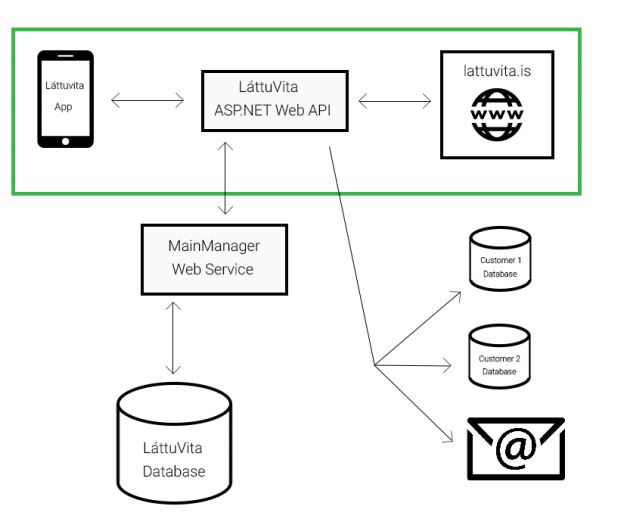 Láttuvita
App
LáttuVita
ASP.NET Web API
lattuvita.is
www
MainManager
Web Service
Customer 1
Database
Customer 2
Database
LáttuVita
Database
@